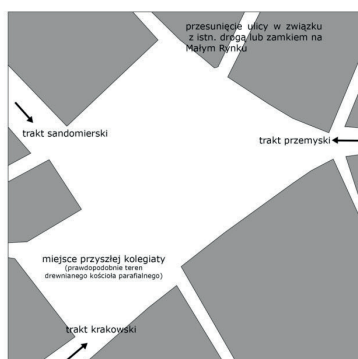 przesunięcie ulicy w związku
z istn. drogą lub zamkiem na
Małym Rynku
trakt sandomierski
trakt przemyski
miejsce przyszłej kolegiaty
(prawdopodobnie teren
drewnianego kościoła parafialnego)
trakt krakowski